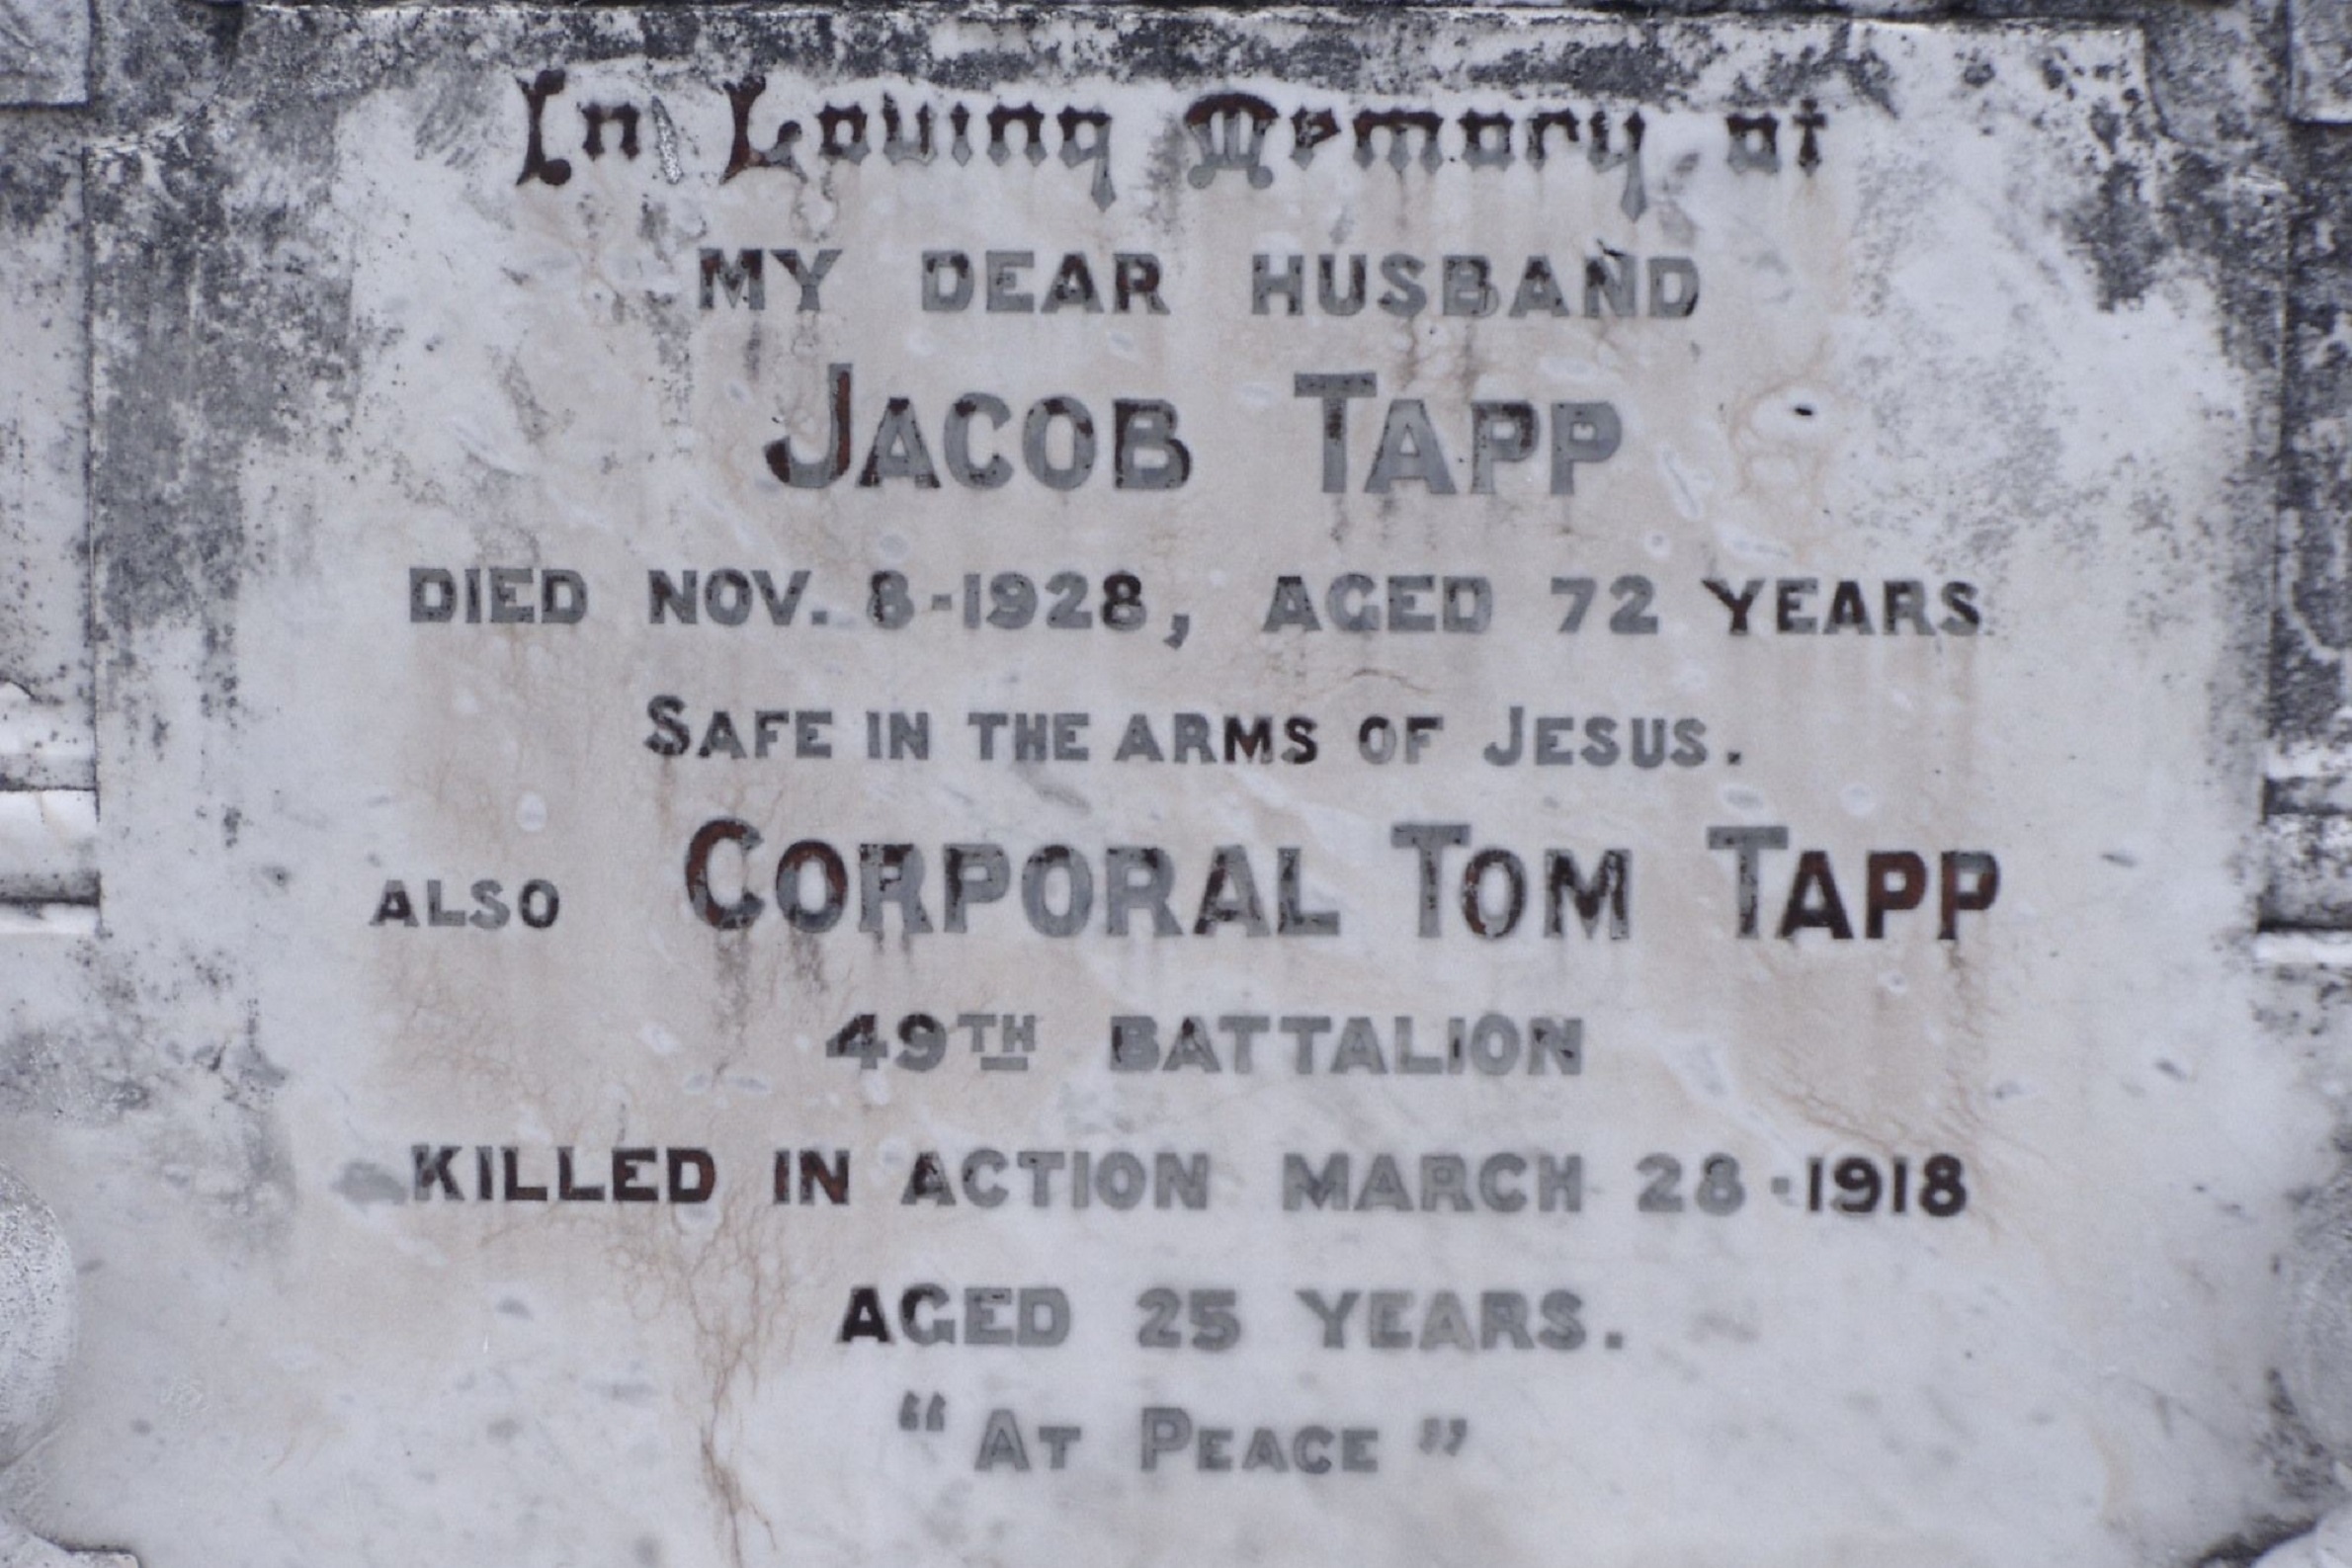 In Loving Memory of
MY DEAR HUSBAND
JACOB TAPP
DIED NOV. 8-1928, AGED 72 YEARS
SAFE IN THE ARMS OF JESUS.
ALSO CORPORAL TOM TAPP
49TH BATTALION
KILLED IN ACTION MARCH 28-1918
AGED 25 YEARS.
“AT PEACE”